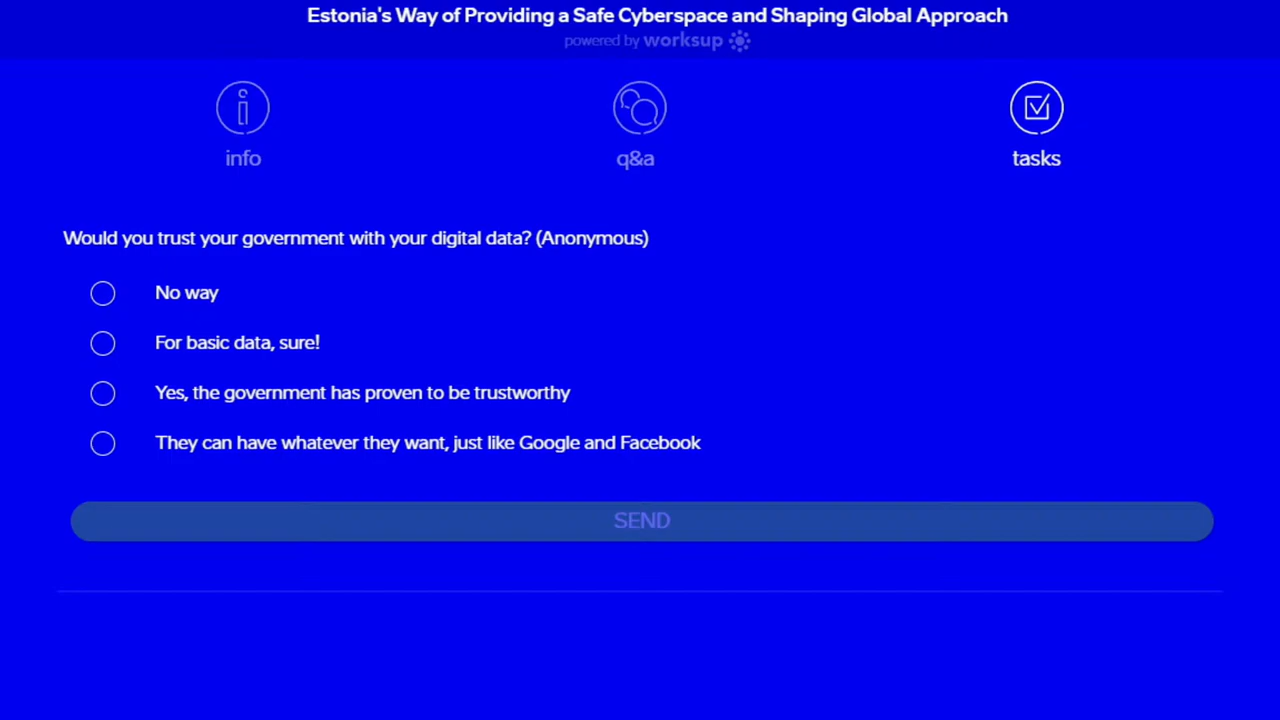 Estonia's Way of Providing a Safe Cyberspace and Shaping Global Approach
powered by worksup
info
q&a
tasks
Would you trust your government with your digital data? (Anonymous)
No way
For basic data, sure!
Yes, the government has proven to be trustworthy
They can have whatever they want, just like Google and Facebook
SEND